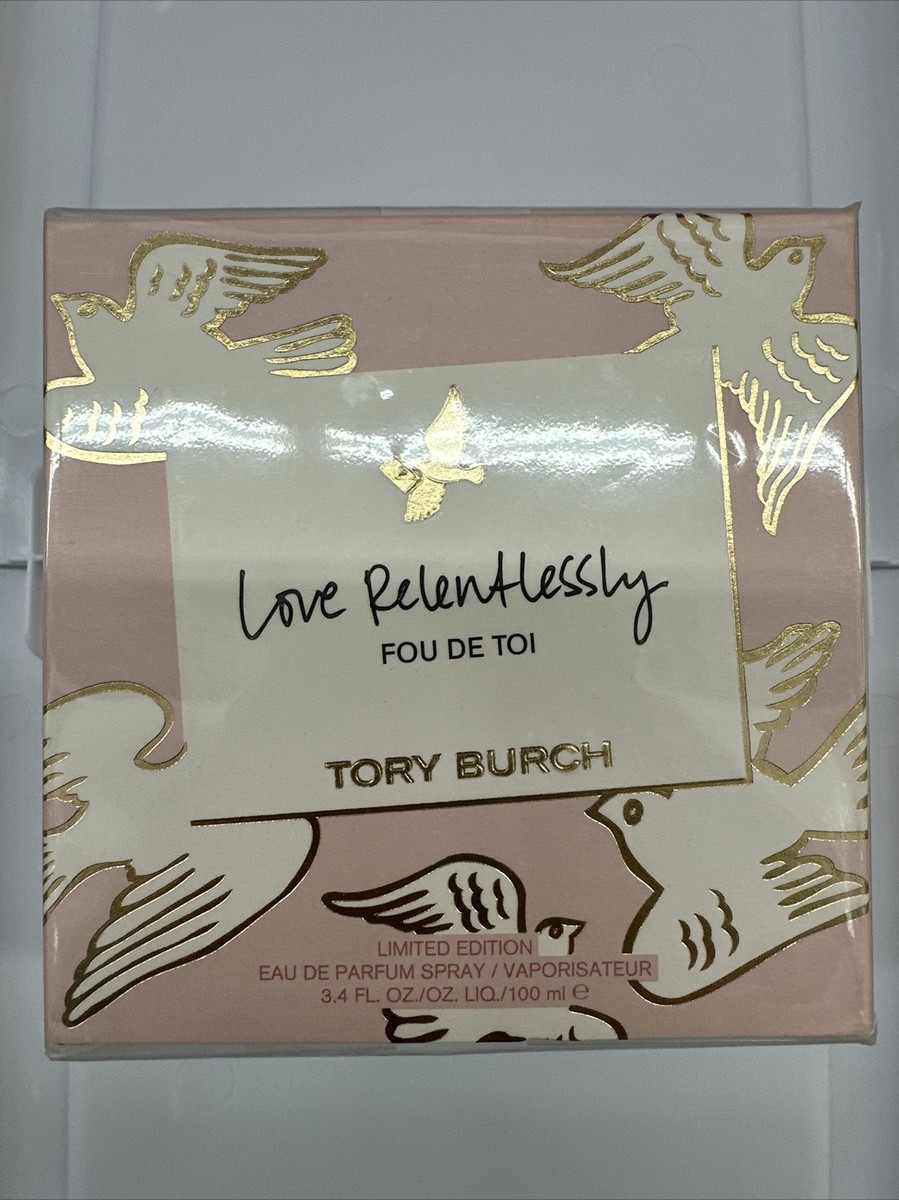 Love Relentlessly
FOU DE TOI
TORY BURCH
LIMITED EDITION
EAU DE PARFUM SPRAY / VAPORISATEUR
3.4 FL. OZ./OZ. LIQ./100 ml ℮